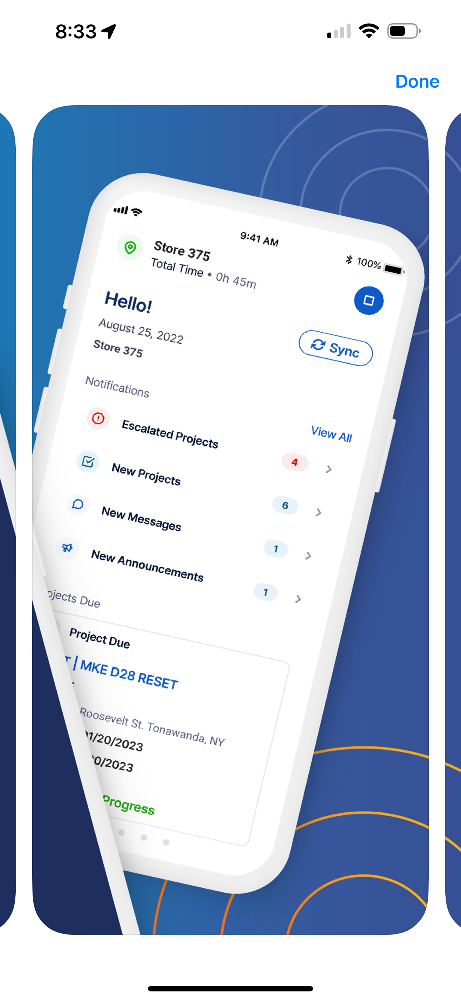 8:33
Done
9:41 AM
100%
Store 375
Total Time • 0h 45m
Hello!
August 25, 2022
Store 375
Sync
Notifications
View All
Escalated Projects 4
New Projects 6
New Messages 1
New Announcements 1
ojects Due
Project Due
T | MKE D28 RESET
Roosevelt St. Tonawanda, NY
1/20/2023
0/2023
Progress